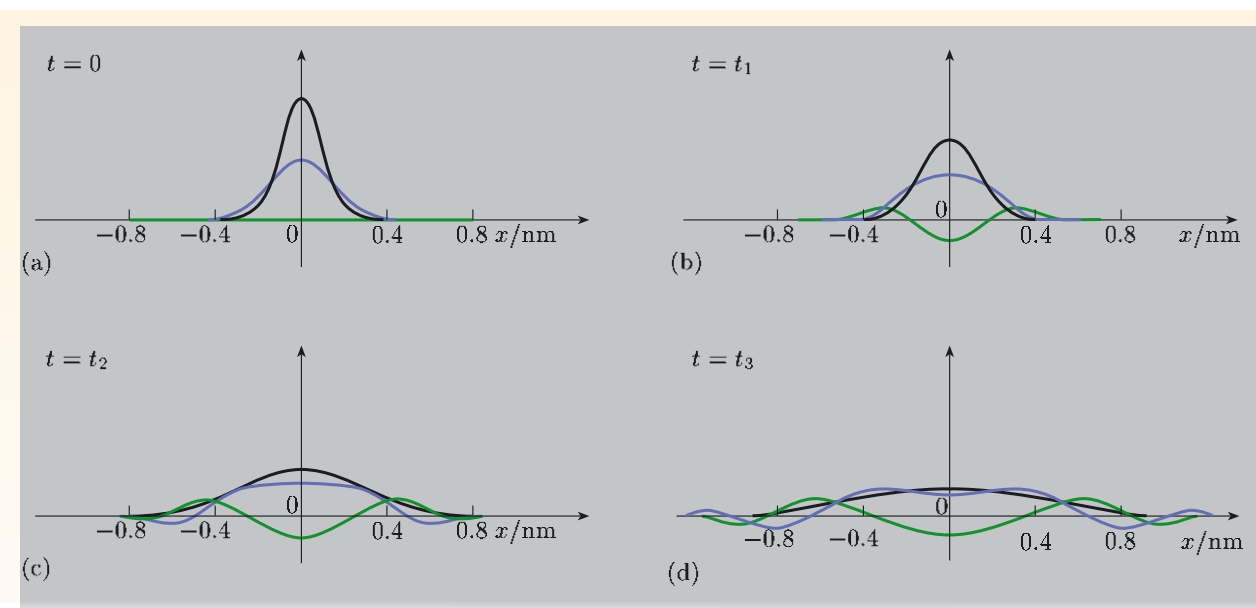 t = 0
−0.8 −0.4 0 0.4 0.8 x/nm
(a)
t = t₁
0
−0.8 −0.4 0.4 0.8 x/nm
(b)
t = t₂
0
−0.8 −0.4 0.4 0.8 x/nm
(c)
t = t₃
0
−0.8 −0.4 0.4 0.8 x/nm
(d)